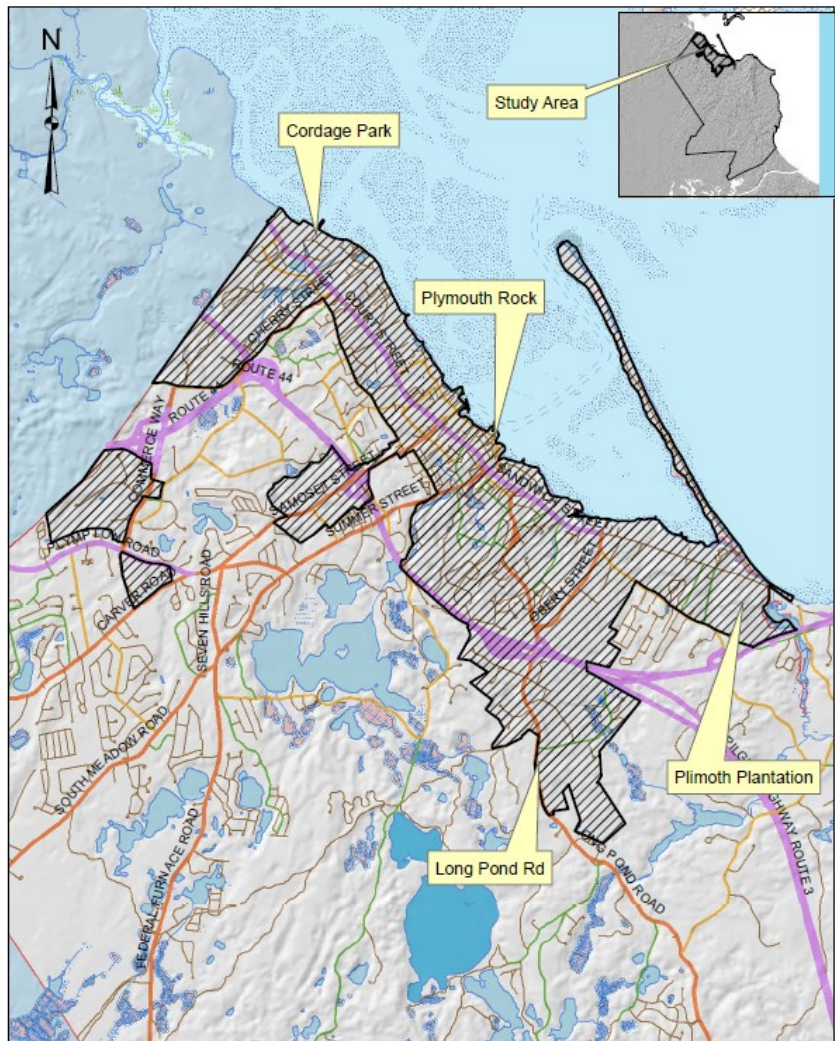 N
Study Area
Cordage Park
Plymouth Rock
CHERRY STREET
COURT STREET
ROUTE 44
ROUTE 44
COMMERCE WAY
SAMOSET STREET
SUMMER STREET
SANDWICH STREET
OBERY STREET
PLYMPTON ROAD
CARVER ROAD
SEVEN HILLS ROAD
SOUTH MEADOW ROAD
FEDERAL FURNACE ROAD
Plimoth Plantation
PILGRIM HIGHWAY ROUTE 3
Long Pond Rd
LONG POND ROAD